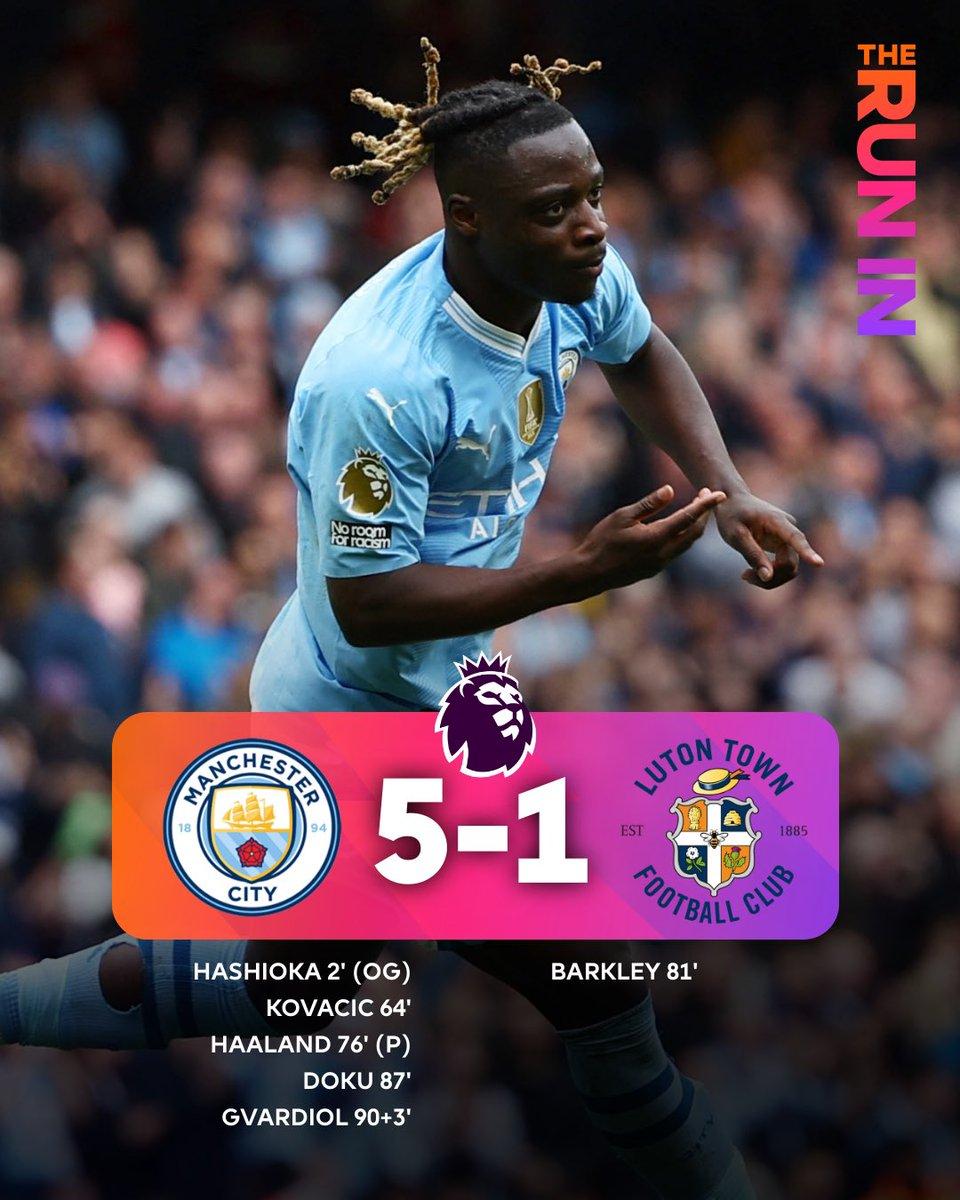 THE
RUN IN
ETIHAD
No room
For racism
MANCHESTER
18 94
CITY
5-1
LUTON TOWN
EST 1885
FOOTBALL CLUB
HASHIOKA 2' (OG)
KOVACIC 64'
HAALAND 76' (P)
DOKU 87'
GVARDIOL 90+3'
BARKLEY 81'